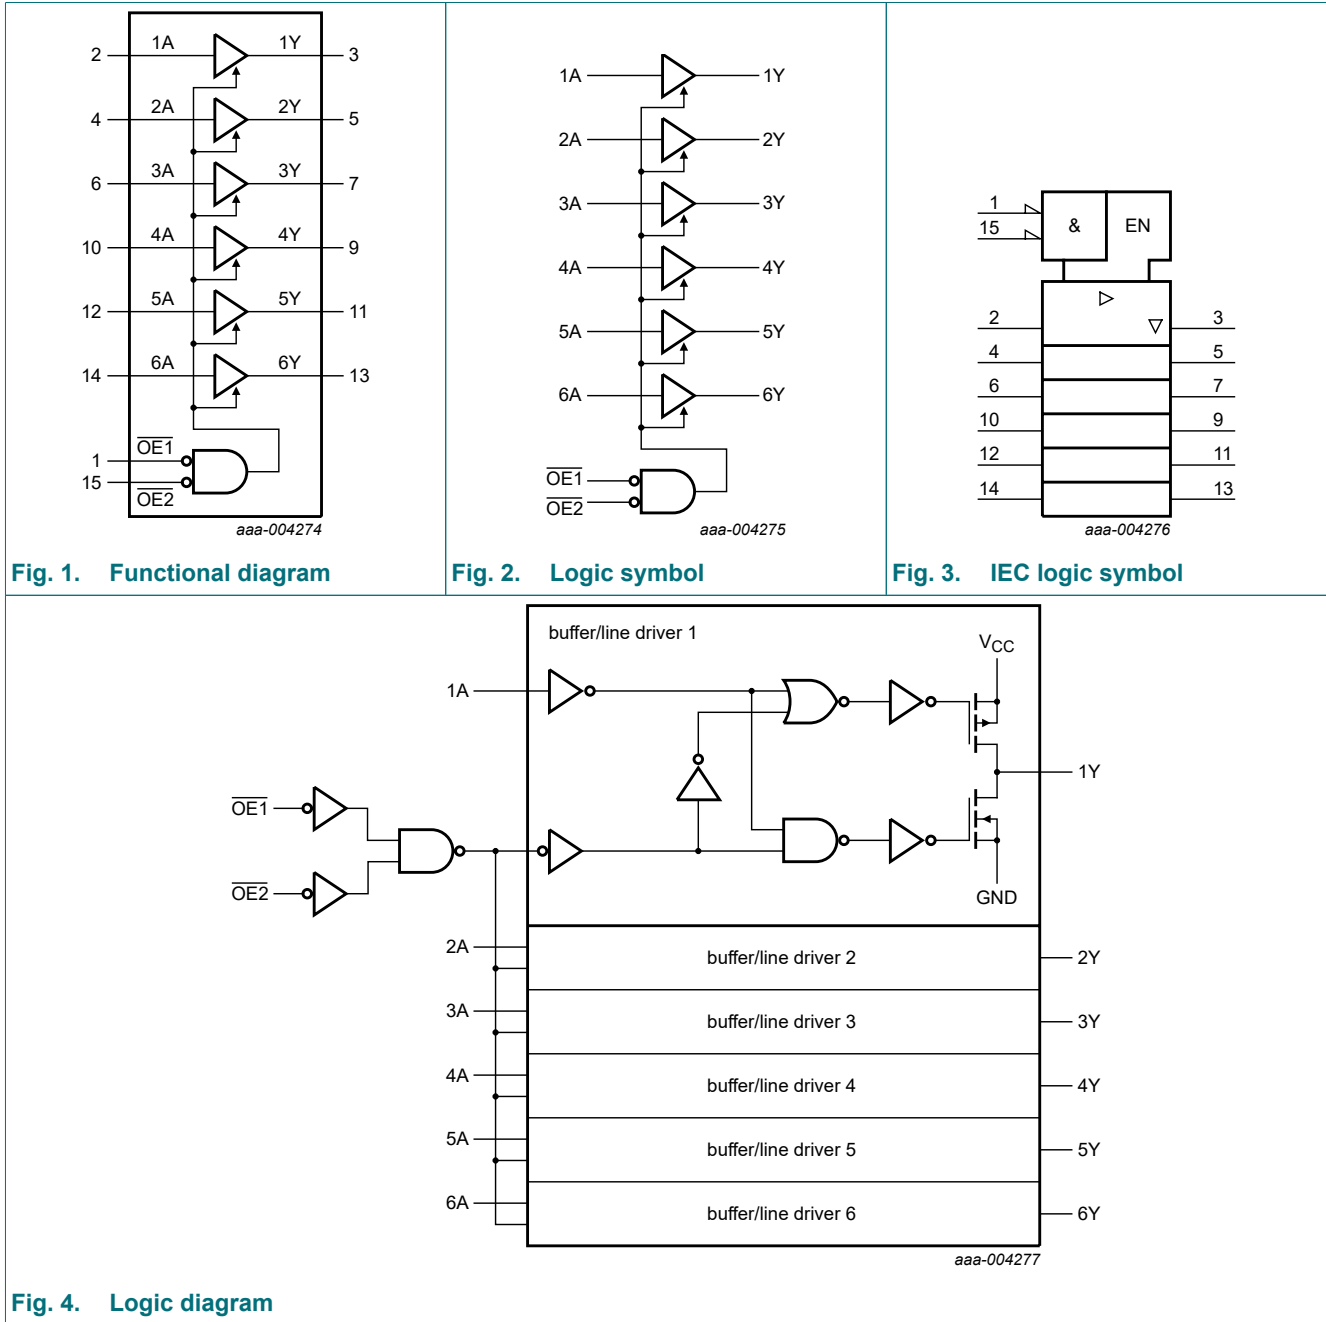 2 1A 1Y 3
4 2A 2Y 5
6 3A 3Y 7
10 4A 4Y 9
12 5A 5Y 11
14 6A 6Y 13
1 OE1
15 OE2
aaa-004274
Fig. 1. Functional diagram
1A 1Y
2A 2Y
3A 3Y
4A 4Y
5A 5Y
6A 6Y
OE1
OE2
aaa-004275
Fig. 2. Logic symbol
1
15
& EN
2 3
4 5
6 7
10 9
12 11
14 13
aaa-004276
Fig. 3. IEC logic symbol
buffer/line driver 1
VCC
1A
1Y
OE1
OE2
GND
2A buffer/line driver 2 2Y
3A buffer/line driver 3 3Y
4A buffer/line driver 4 4Y
5A buffer/line driver 5 5Y
6A buffer/line driver 6 6Y
aaa-004277
Fig. 4. Logic diagram